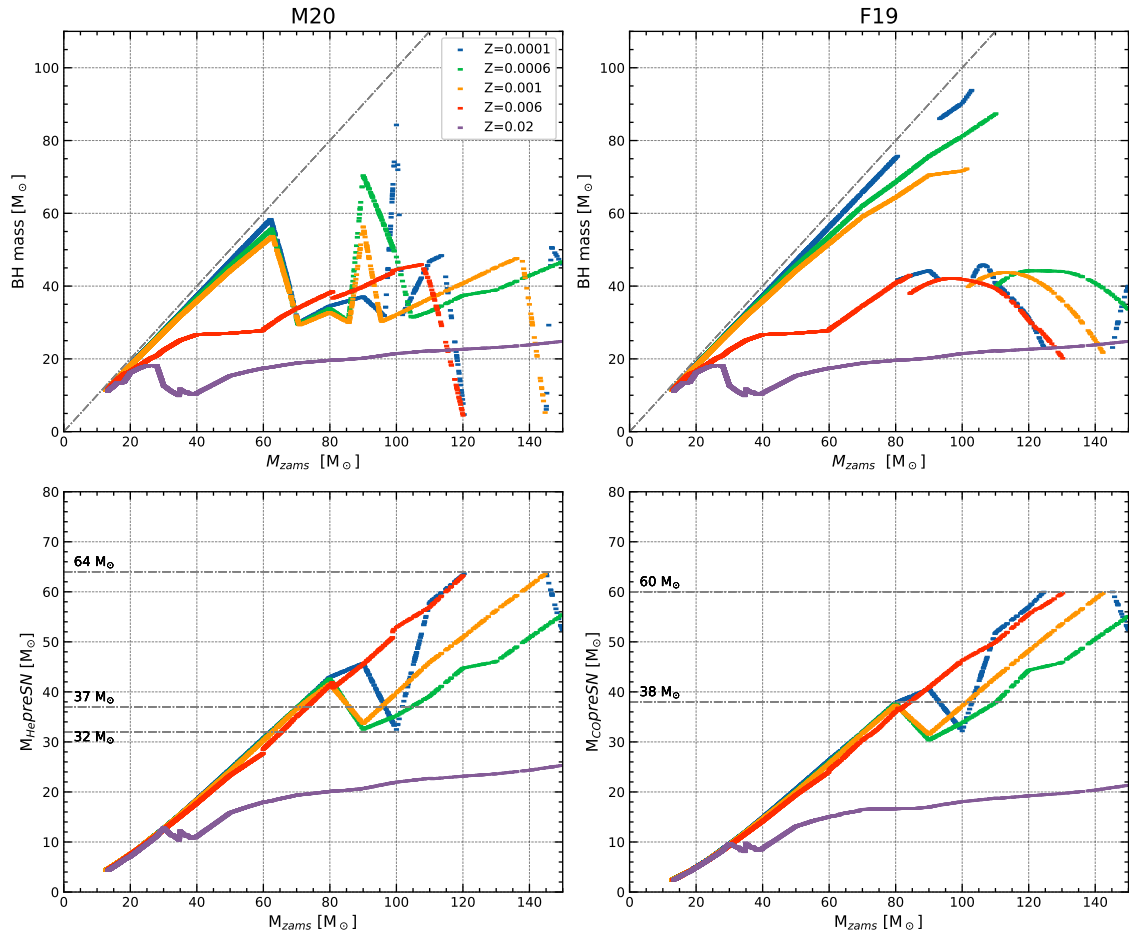 M20
F19
BH mass [M⊙]
100
80
60
40
20
0
Z=0.0001
Z=0.0006
Z=0.001
Z=0.006
Z=0.02
0 20 40 60 80 100 120 140
M_zams [M⊙]
BH mass [M⊙]
100
80
60
40
20
0
0 20 40 60 80 100 120 140
M_zams [M⊙]
M_HepreSN [M⊙]
80
70
60
50
40
30
20
10
0
64 M⊙
37 M⊙
32 M⊙
0 20 40 60 80 100 120 140
M_zams [M⊙]
M_COpreSN [M⊙]
80
70
60
50
40
30
20
10
0
60 M⊙
38 M⊙
0 20 40 60 80 100 120 140
M_zams [M⊙]